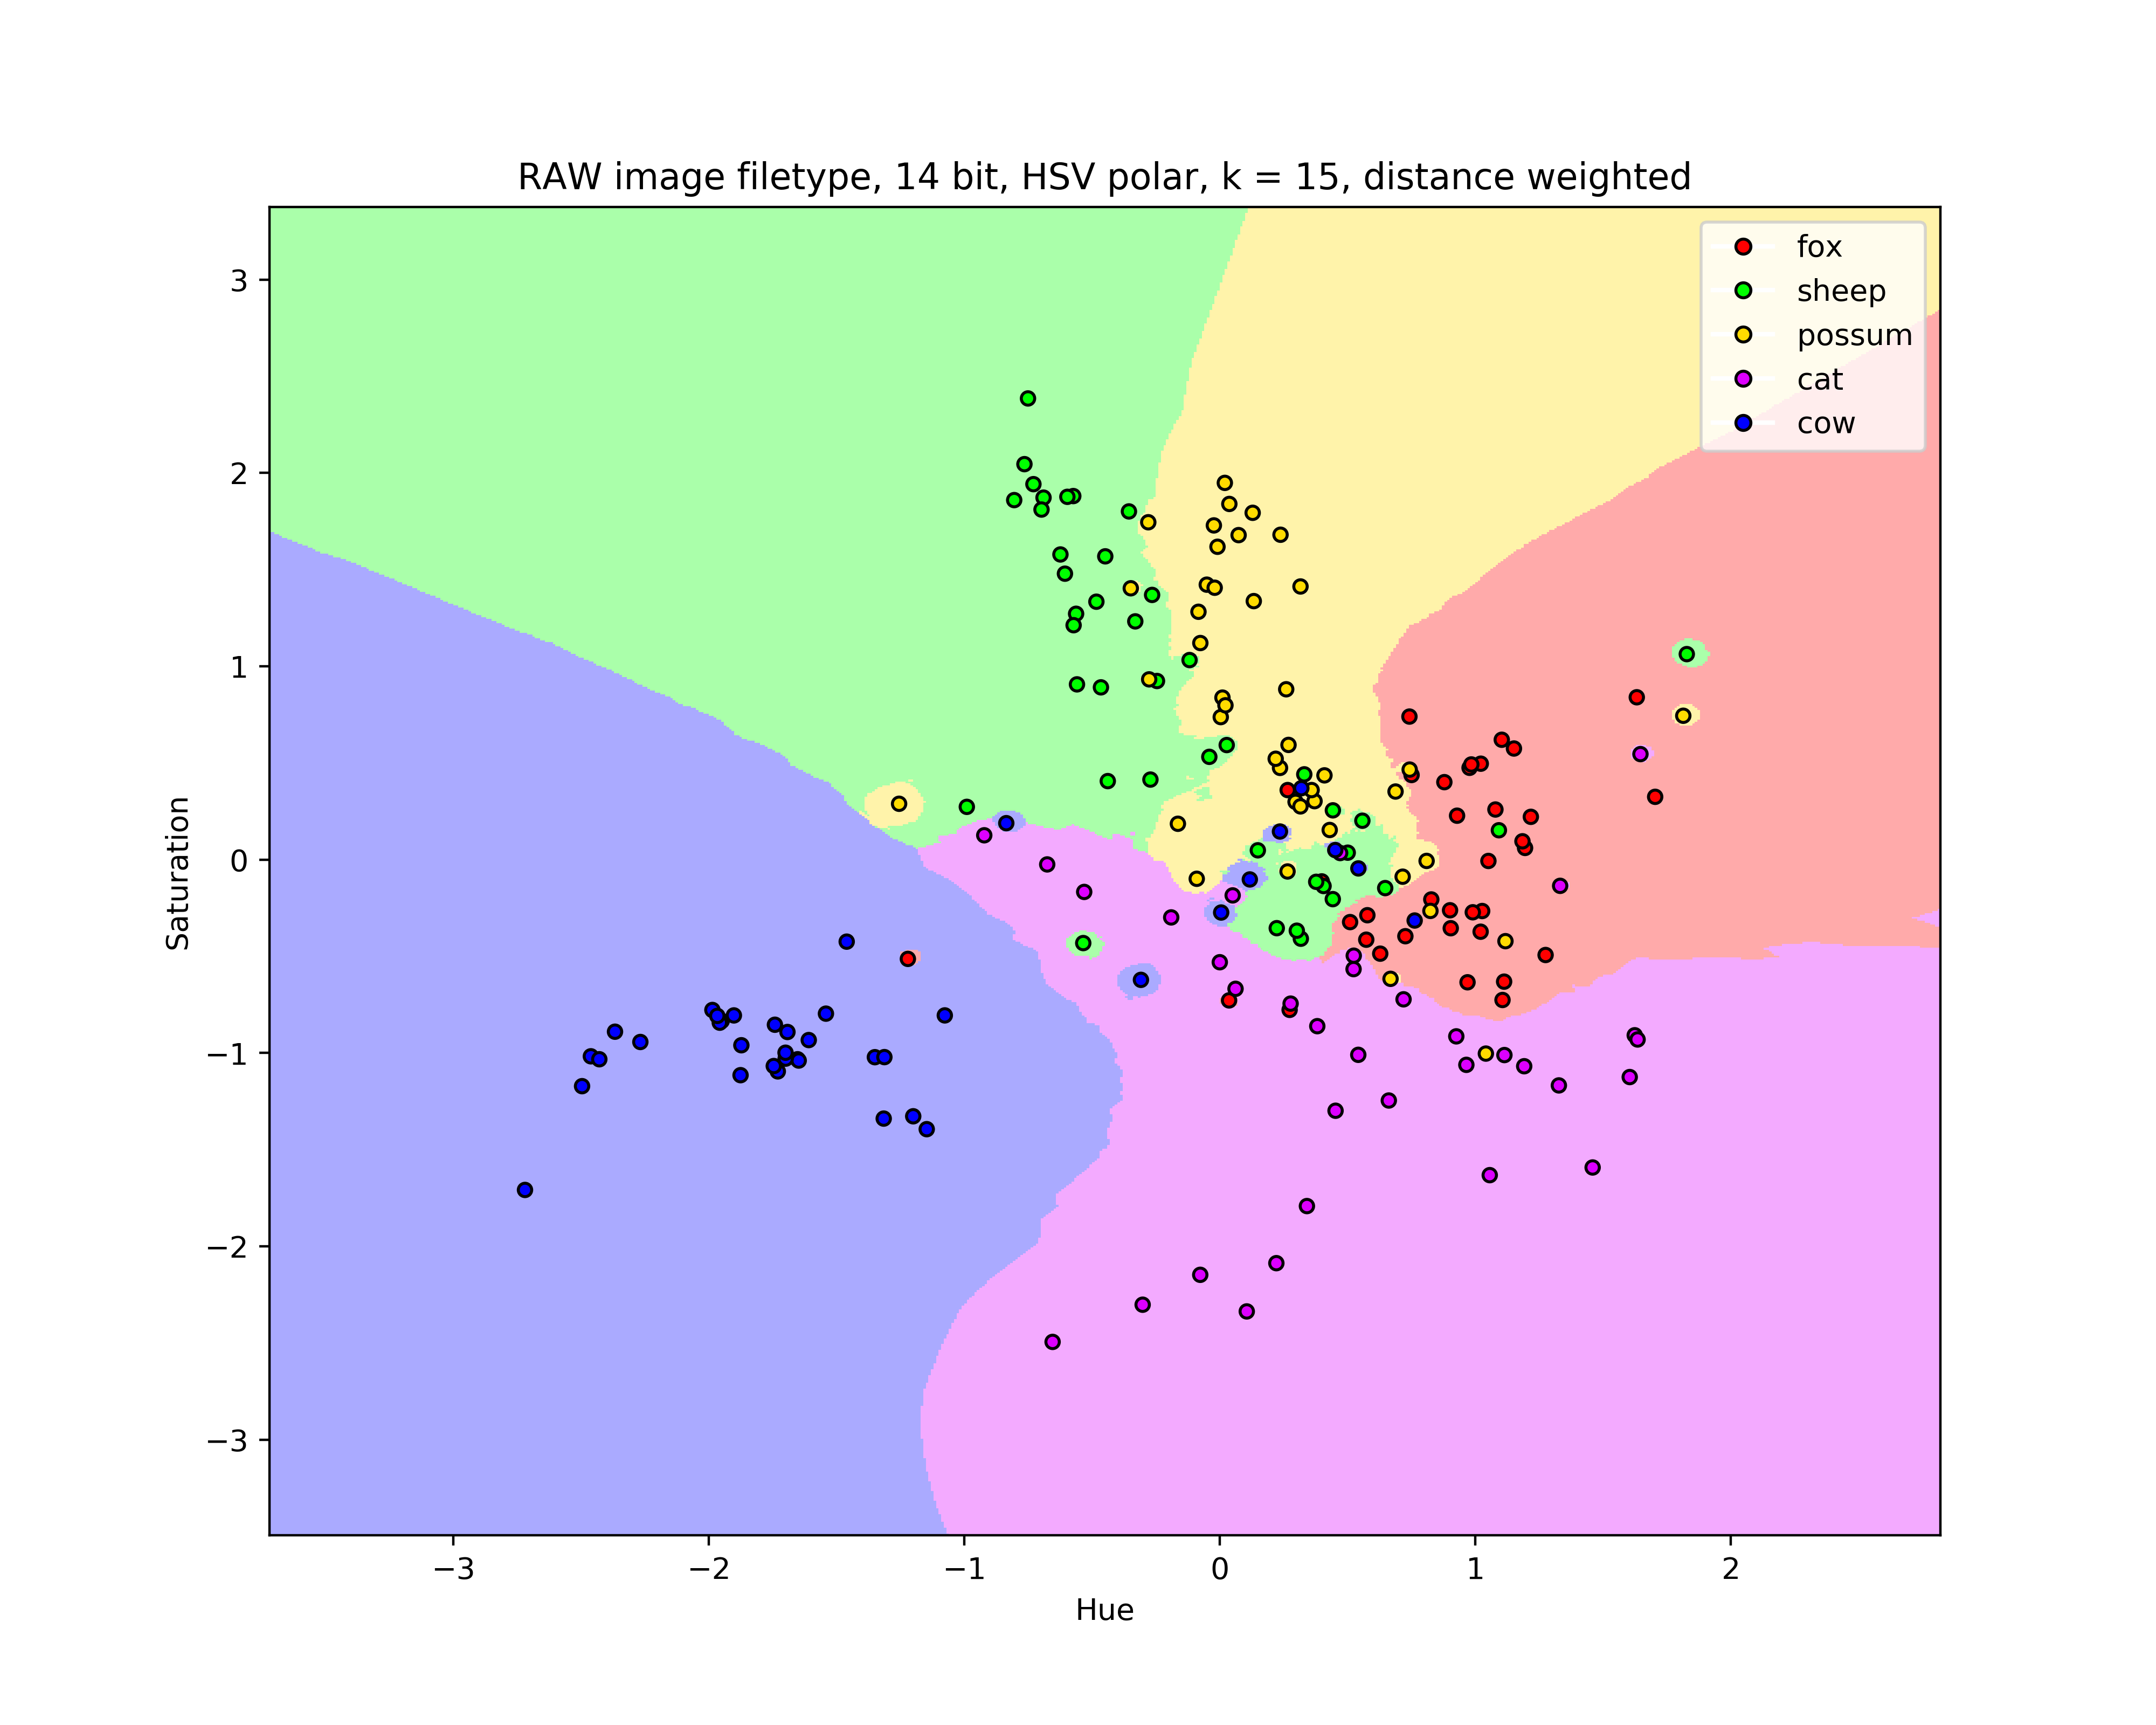 RAW image filetype, 14 bit, HSV polar, k = 15, distance weighted
fox
sheep
possum
cat
cow
3
2
1
0
−1
−2
−3
Saturation
−3
−2
−1
0
1
2
Hue